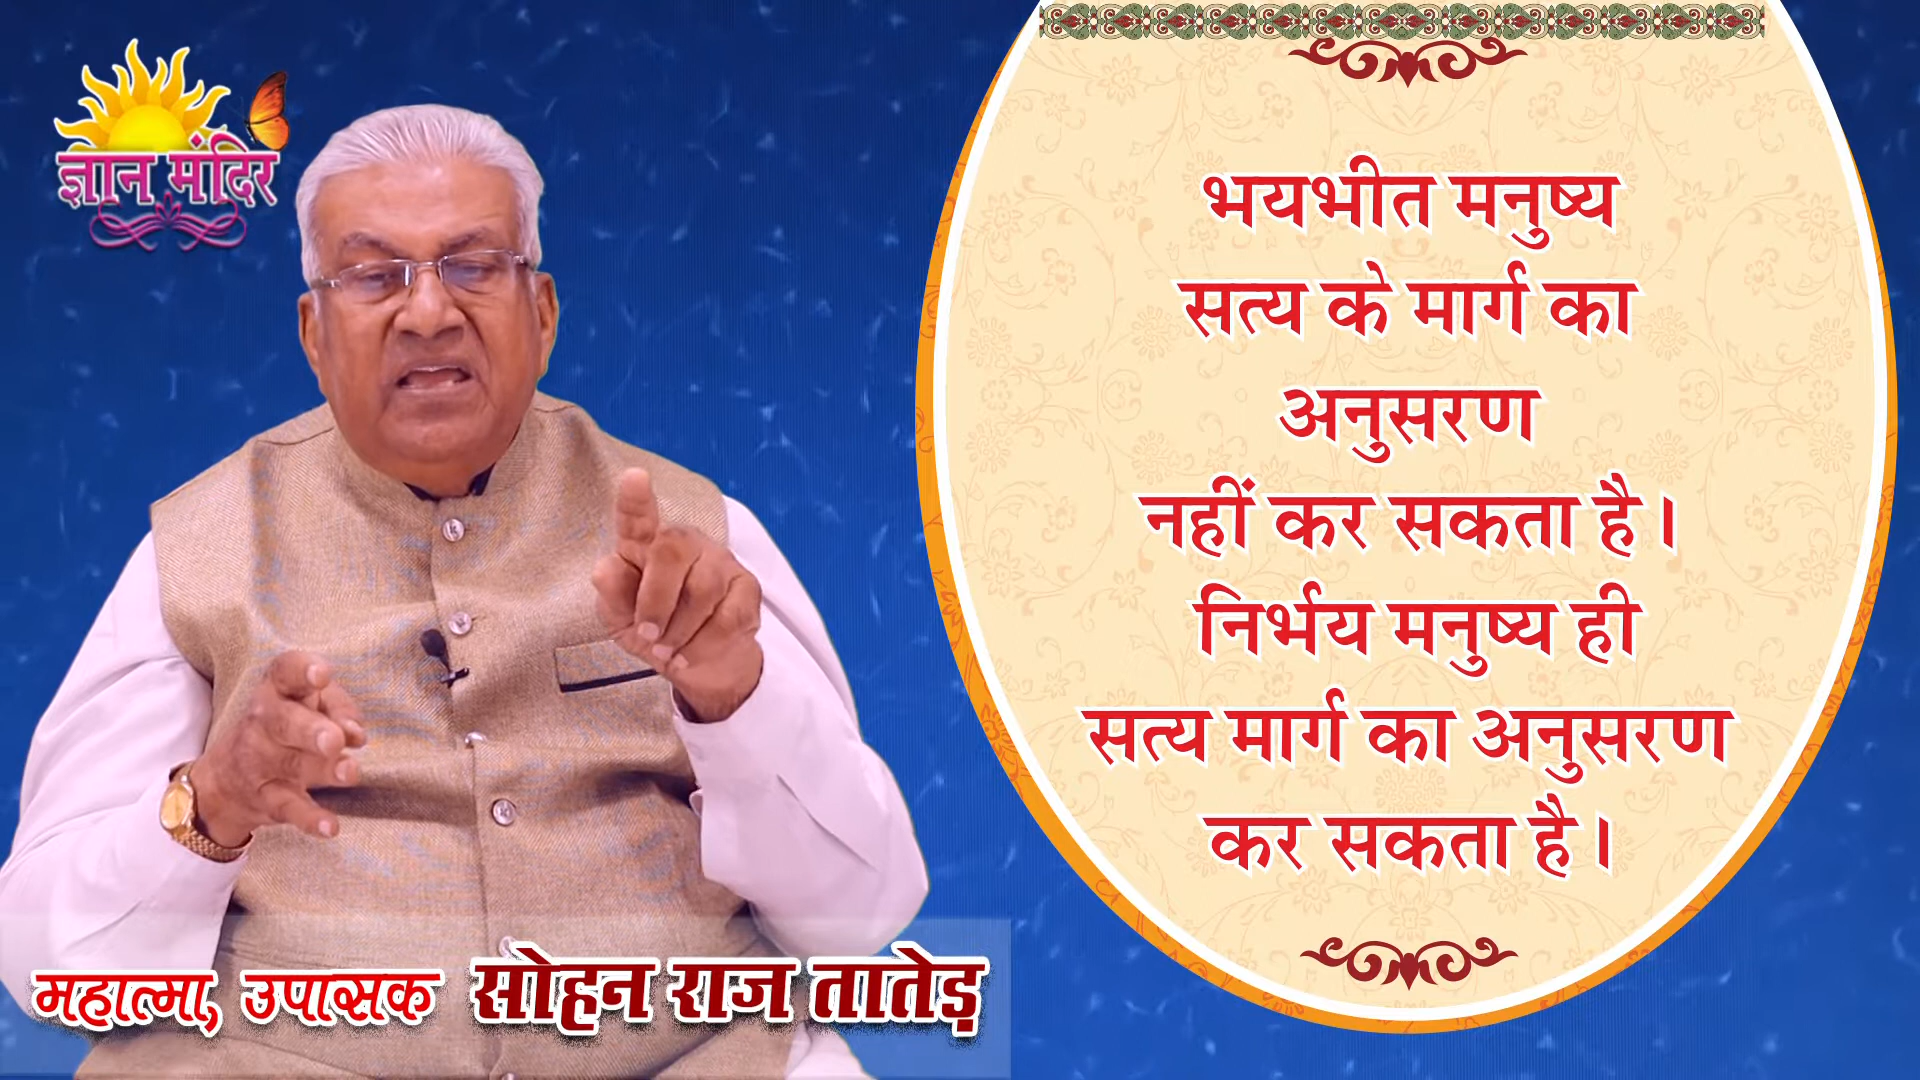 ज्ञान मंदिर
भयभीत मनुष्य
सत्य के मार्ग का
अनुसरण
नहीं कर सकता है।
निर्भय मनुष्य ही
सत्य मार्ग का अनुसरण
कर सकता है।
महात्मा, उपासक सोहन राज तातेड़